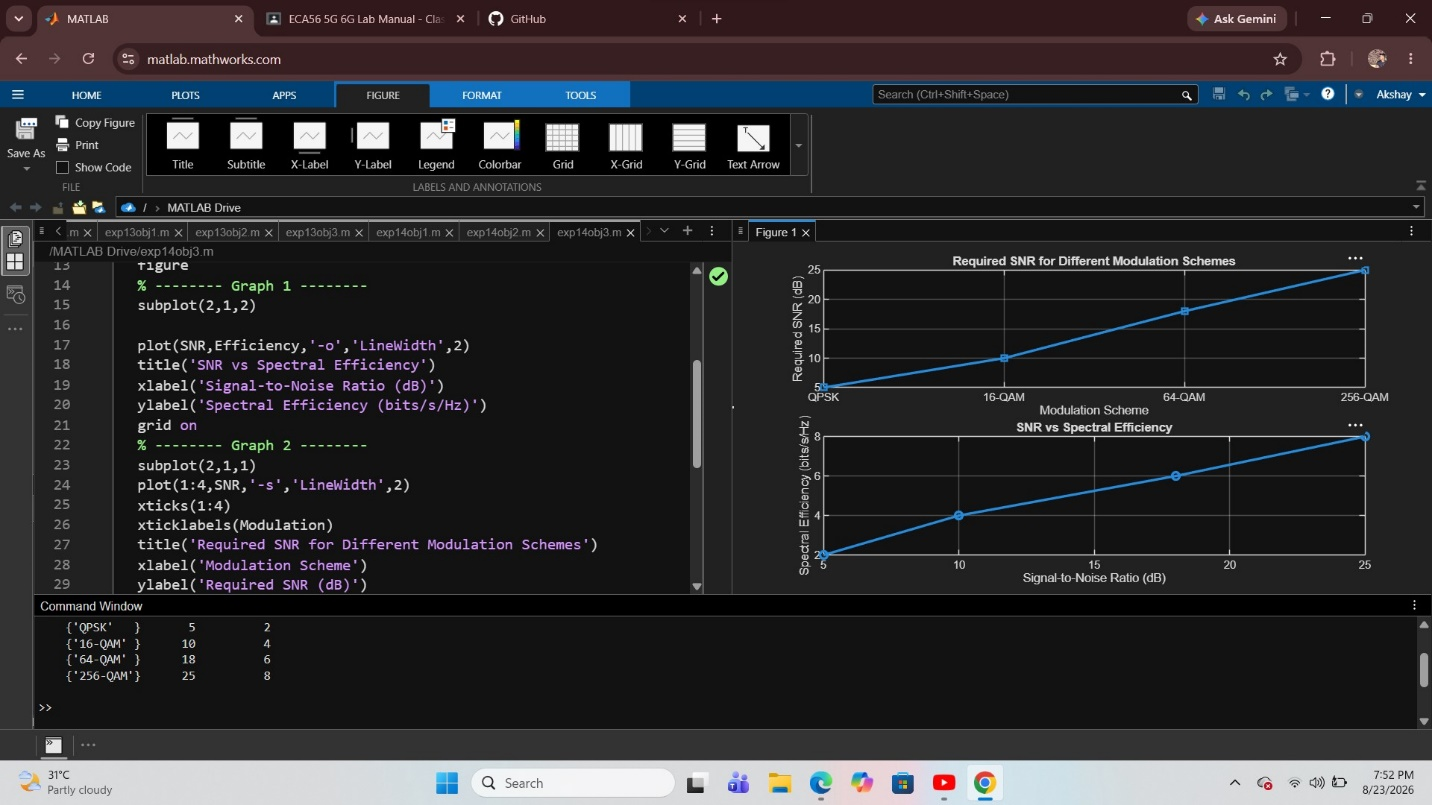 MATLAB
ECA56 5G 6G Lab Manual - Clas
GitHub
Ask Gemini
matlab.mathworks.com
HOME
PLOTS
APPS
FIGURE
FORMAT
TOOLS
Search (Ctrl+Shift+Space)
Akshay
Save As
Copy Figure
Print
Show Code
FILE
Title
Subtitle
X-Label
Y-Label
Legend
Colorbar
Grid
X-Grid
Y-Grid
Text Arrow
LABELS AND ANNOTATIONS
/ › MATLAB Drive
.m
exp13obj1.m
exp13obj2.m
exp13obj3.m
exp14obj1.m
exp14obj2.m
exp14obj3.m
/MATLAB Drive/exp14obj3.m
13 figure
14 % -------- Graph 1 --------
15 subplot(2,1,2)
16
17 plot(SNR,Efficiency,'-o','LineWidth',2)
18 title('SNR vs Spectral Efficiency')
19 xlabel('Signal-to-Noise Ratio (dB)')
20 ylabel('Spectral Efficiency (bits/s/Hz)')
21 grid on
22 % -------- Graph 2 --------
23 subplot(2,1,1)
24 plot(1:4,SNR,'-s','LineWidth',2)
25 xticks(1:4)
26 xticklabels(Modulation)
27 title('Required SNR for Different Modulation Schemes')
28 xlabel('Modulation Scheme')
29 ylabel('Required SNR (dB)')
Figure 1
Required SNR for Different Modulation Schemes
Required SNR (dB)
25
20
15
10
5
QPSK 16-QAM 64-QAM 256-QAM
Modulation Scheme
SNR vs Spectral Efficiency
Spectral Efficiency (bits/s/Hz)
8
6
4
2
5 10 15 20 25
Signal-to-Noise Ratio (dB)
Command Window
{'QPSK'   } 5 2
{'16-QAM' } 10 4
{'64-QAM' } 18 6
{'256-QAM'} 25 8
>>
31°C
Partly cloudy
Search
7:52 PM
8/23/2026